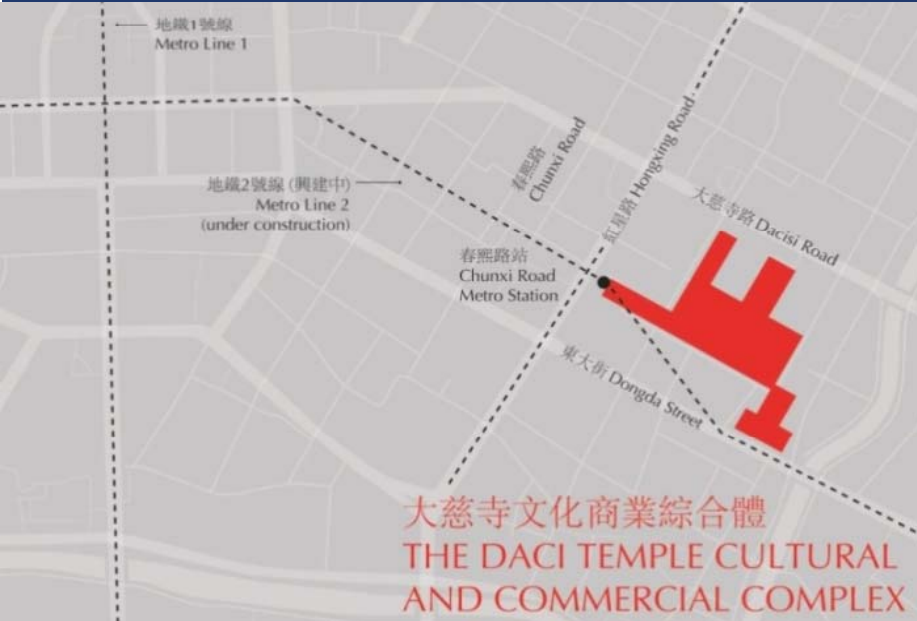 地鐵1號線
Metro Line 1
地鐵2號線 (興建中)
Metro Line 2
(under construction)
春熙路
Chunxi Road
紅星路 Hongxing Road
大慈寺路 Dacisi Road
春熙路站
Chunxi Road
Metro Station
東大街 Dongda Street
大慈寺文化商業綜合體
THE DACI TEMPLE CULTURAL
AND COMMERCIAL COMPLEX